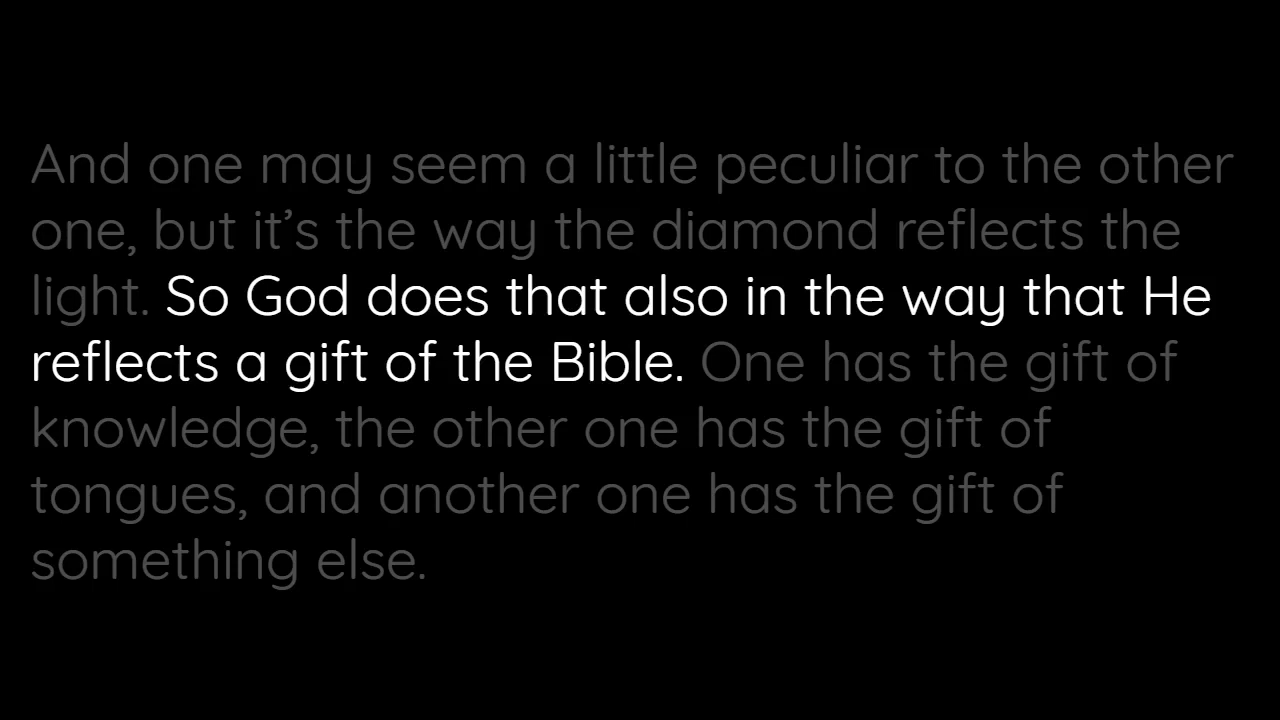 And one may seem a little peculiar to the other
one, but it’s the way the diamond reflects the
light. So God does that also in the way that He
reflects a gift of the Bible. One has the gift of
knowledge, the other one has the gift of
tongues, and another one has the gift of
something else.